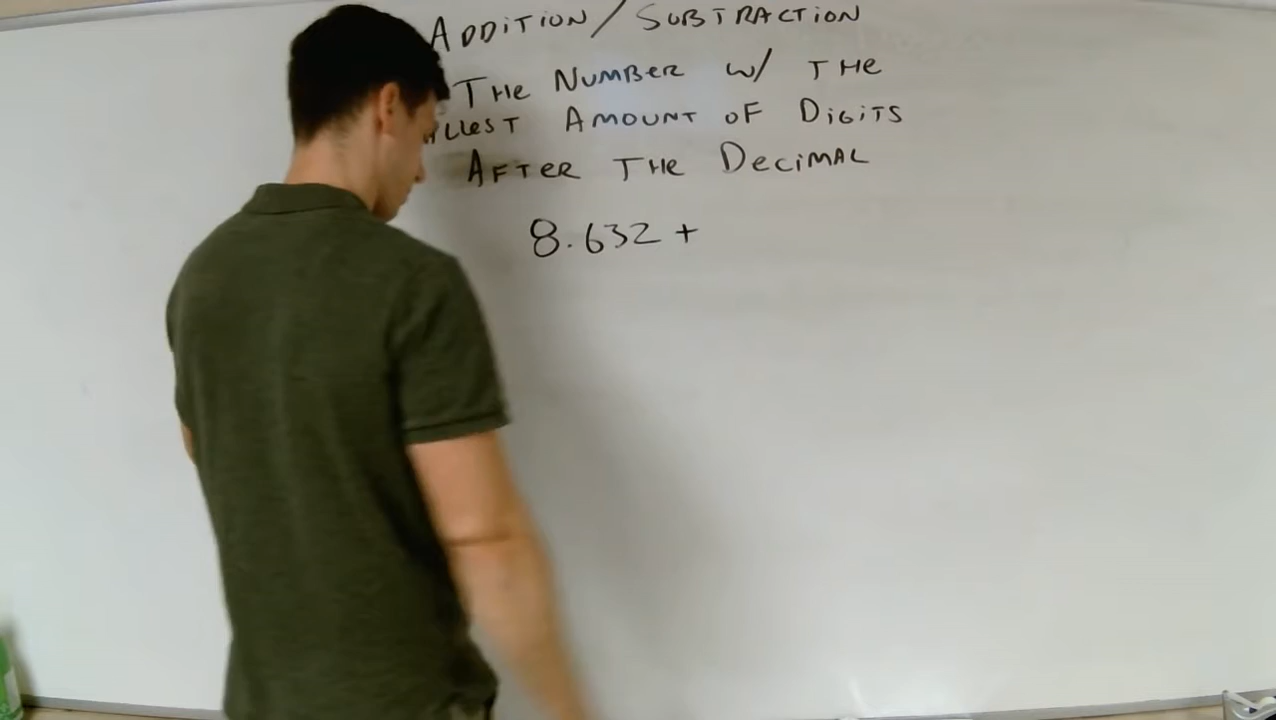 ADDITION/SUBTRACTION
THE NUMBER W/ THE
AMOUNT OF DIGITS
AFTER THE DECIMAL
8.632 +